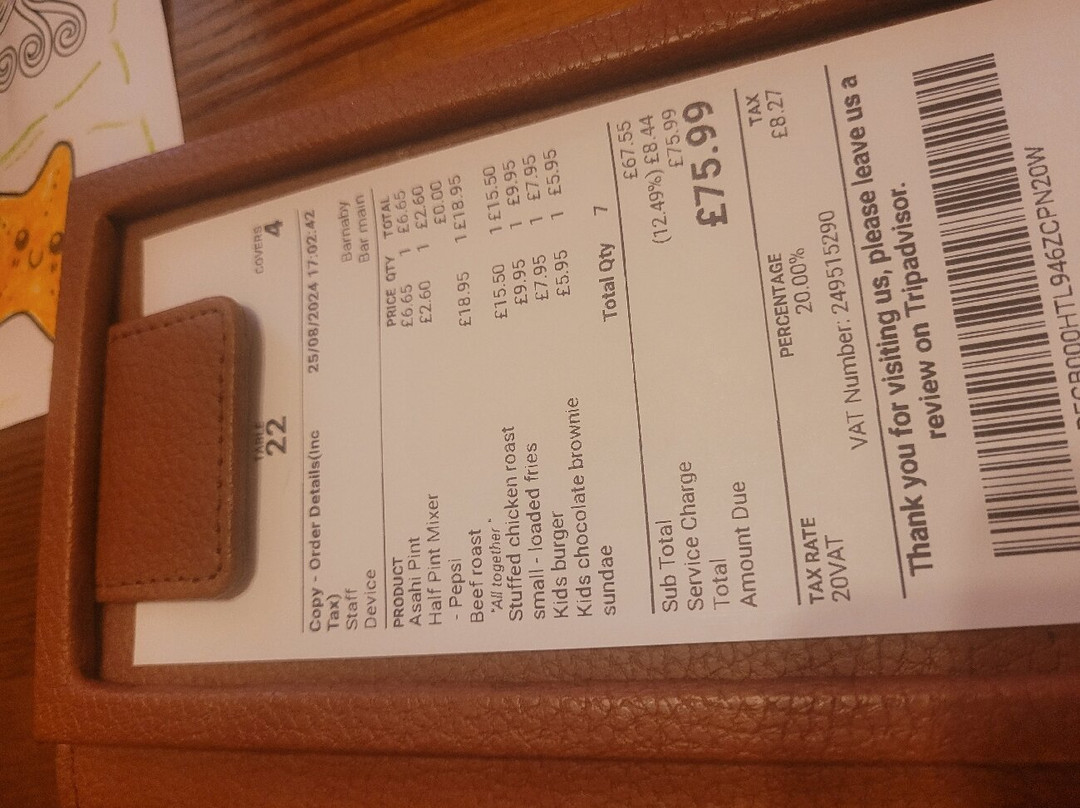 TABLE COVERS
22 4
Copy - Order Details(Inc 25/08/2024 17:02:42
Tax)
Staff Barnaby
Device Bar main
PRODUCT PRICE QTY TOTAL
Asahi Pint £6.65 1 £6.65
Half Pint Mixer £2.60 1 £2.60
- Pepsi £0.00
Beef roast £18.95 1 £18.95
"All together "
Stuffed chicken roast £15.50 1 £15.50
small - loaded fries £9.95 1 £9.95
Kids burger £7.95 1 £7.95
Kids chocolate brownie £5.95 1 £5.95
sundae
Total Qty 7
Sub Total £67.55
Service Charge (12.49%) £8.44
Total £75.99
Amount Due £75.99
TAX RATE PERCENTAGE TAX
20VAT 20.00% £8.27
VAT Number: 249515290
Thank you for visiting us, please leave us a
review on Tripadvisor.